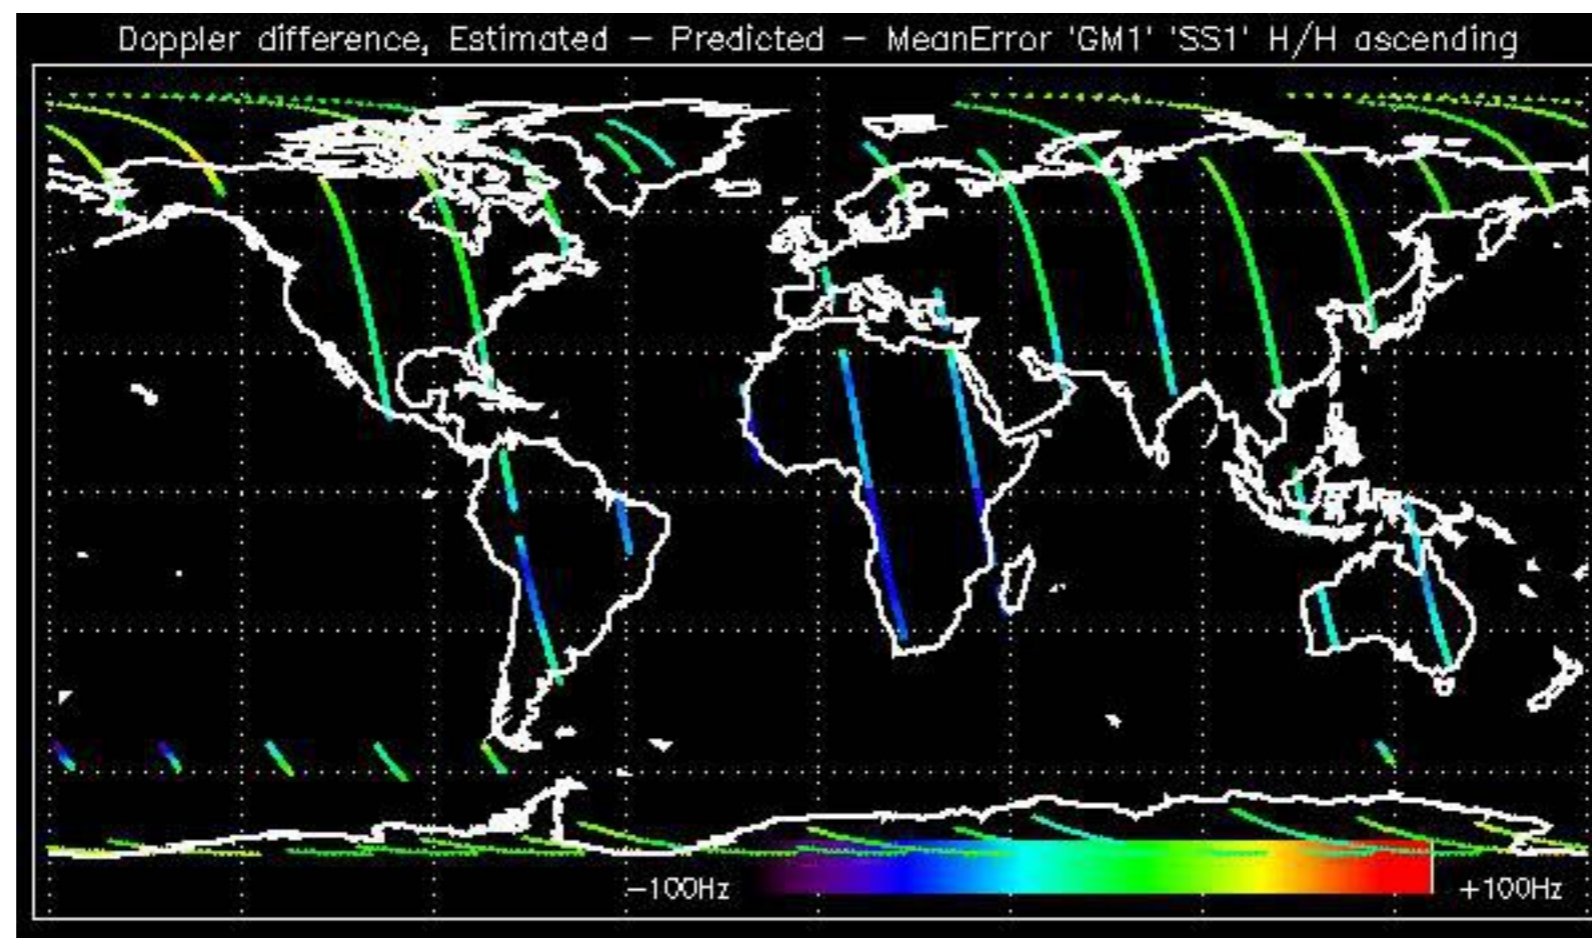 Doppler difference, Estimated − Predicted − MeanError 'GM1' 'SS1' H/H ascending
−100Hz +100Hz